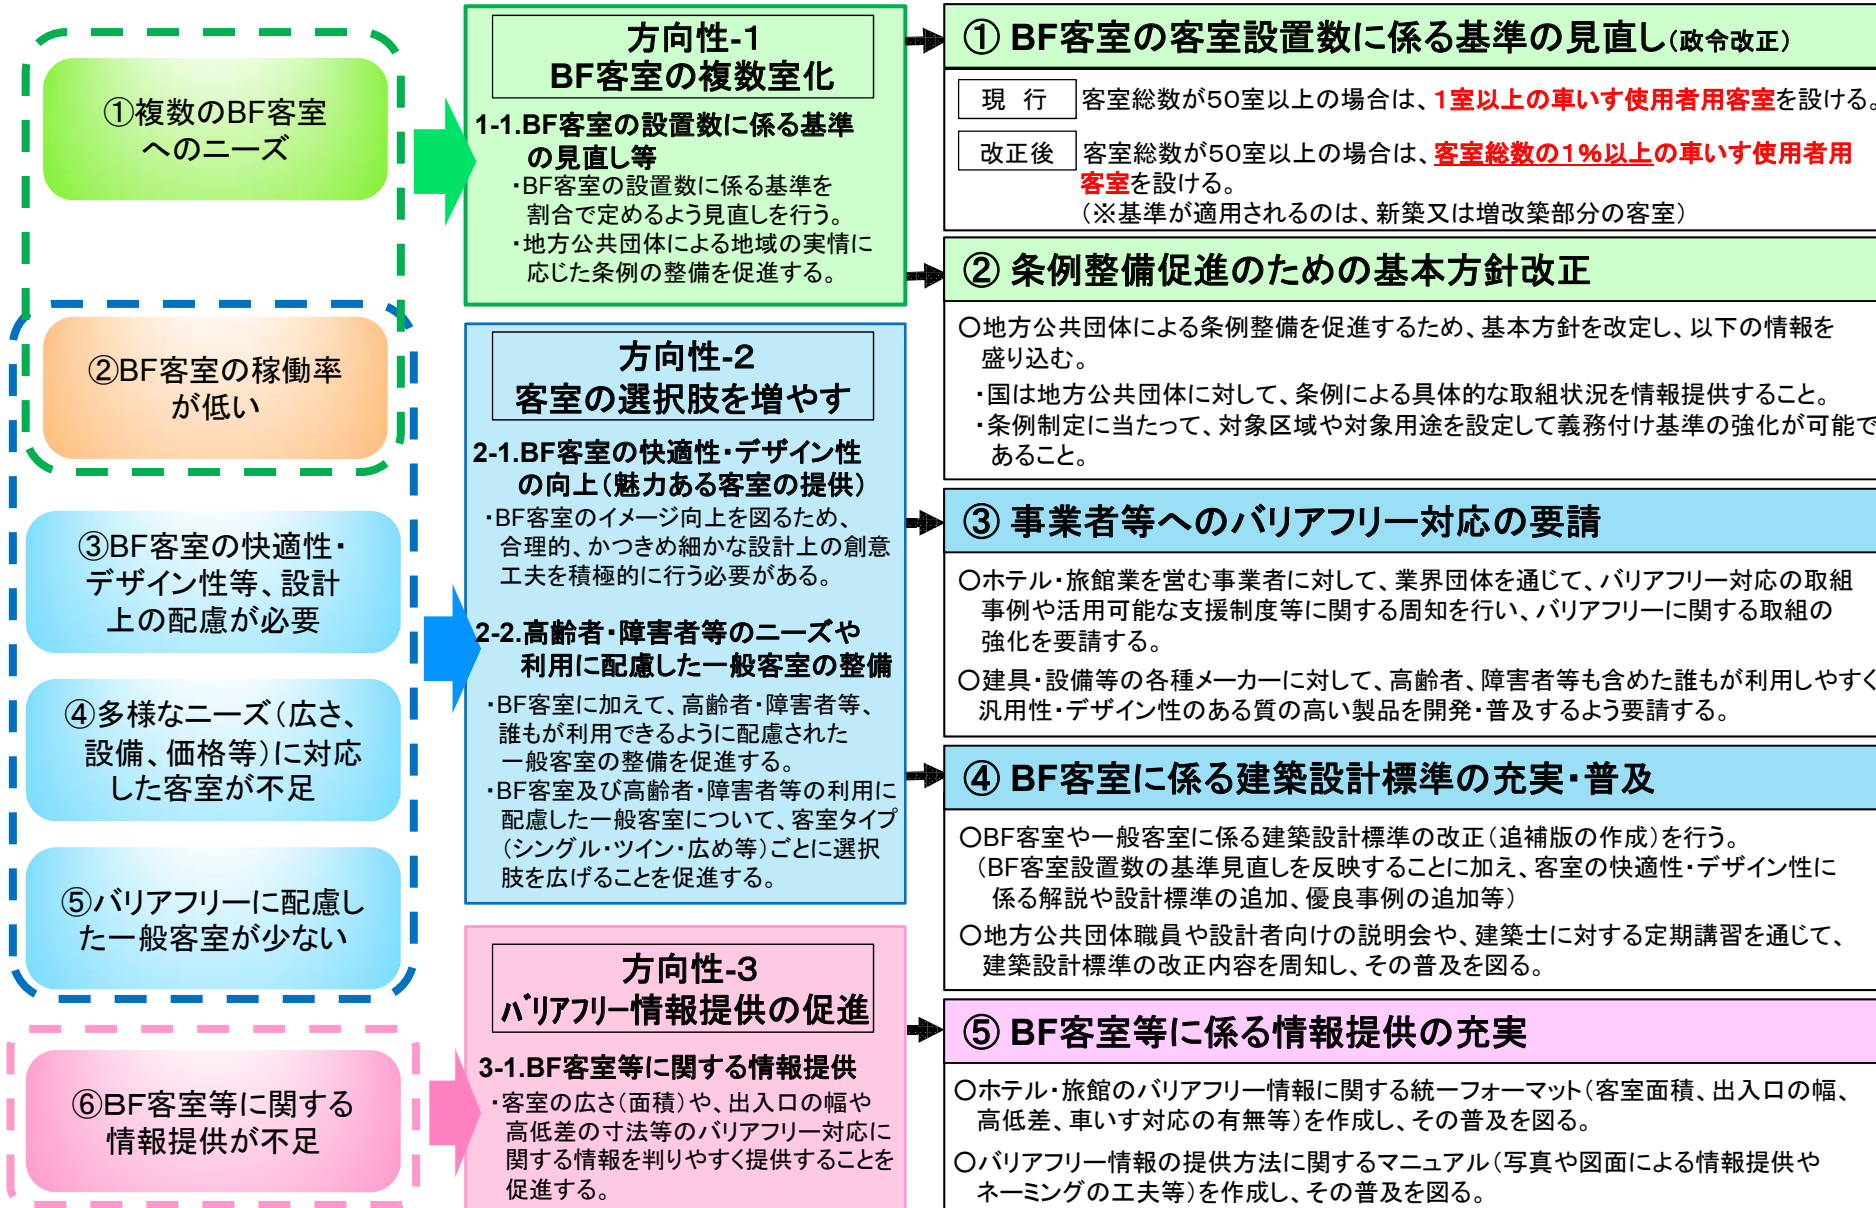 ①複数のBF客室
へのニーズ
②BF客室の稼働率
が低い
③BF客室の快適性・
デザイン性等、設計
上の配慮が必要
④多様なニーズ（広さ、
設備、価格等）に対応
した客室が不足
⑤バリアフリーに配慮し
た一般客室が少ない
⑥BF客室等に関する
情報提供が不足
方向性-1
BF客室の複数室化
1-1.BF客室の設置数に係る基準
の見直し等
・BF客室の設置数に係る基準を
割合で定めるよう見直しを行う。
・地方公共団体による地域の実情に
応じた条例の整備を促進する。
方向性-2
客室の選択肢を増やす
2-1.BF客室の快適性・デザイン性
の向上（魅力ある客室の提供）
・BF客室のイメージ向上を図るため、
合理的、かつきめ細かな設計上の創意
工夫を積極的に行う必要がある。
2-2.高齢者・障害者等のニーズや
利用に配慮した一般客室の整備
・BF客室に加えて、高齢者・障害者等、
誰もが利用できるように配慮された
一般客室の整備を促進する。
・BF客室及び高齢者・障害者等の利用に
配慮した一般客室について、客室タイプ
（シングル・ツイン・広め等）ごとに選択
肢を広げることを促進する。
方向性-3
バリアフリー情報提供の促進
3-1.BF客室等に関する情報提供
・客室の広さ（面積）や、出入口の幅や
高低差の寸法等のバリアフリー対応に
関する情報を判りやすく提供することを
促進する。
① BF客室の客室設置数に係る基準の見直し（政令改正）
現 行 客室総数が50室以上の場合は、1室以上の車いす使用者用客室を設ける。
改正後 客室総数が50室以上の場合は、客室総数の1％以上の車いす使用者用
客室を設ける。
（※基準が適用されるのは、新築又は増改築部分の客室）
② 条例整備促進のための基本方針改正
○地方公共団体による条例整備を促進するため、基本方針を改定し、以下の情報を
盛り込む。
・国は地方公共団体に対して、条例による具体的な取組状況を情報提供すること。
・条例制定に当たって、対象区域や対象用途を設定して義務付け基準の強化が可能で
あること。
③ 事業者等へのバリアフリー対応の要請
○ホテル・旅館業を営む事業者に対して、業界団体を通じて、バリアフリー対応の取組
事例や活用可能な支援制度等に関する周知を行い、バリアフリーに関する取組の
強化を要請する。
○建具・設備等の各種メーカーに対して、高齢者、障害者等も含めた誰もが利用しやすく
汎用性・デザイン性のある質の高い製品を開発・普及するよう要請する。
④ BF客室に係る建築設計標準の充実・普及
○BF客室や一般客室に係る建築設計標準の改正（追補版の作成）を行う。
（BF客室設置数の基準見直しを反映することに加え、客室の快適性・デザイン性に
係る解説や設計標準の追加、優良事例の追加等）
○地方公共団体職員や設計者向けの説明会や、建築士に対する定期講習を通じて、
建築設計標準の改正内容を周知し、その普及を図る。
⑤ BF客室等に係る情報提供の充実
○ホテル・旅館のバリアフリー情報に関する統一フォーマット（客室面積、出入口の幅、
高低差、車いす対応の有無等）を作成し、その普及を図る。
○バリアフリー情報の提供方法に関するマニュアル（写真や図面による情報提供や
ネーミングの工夫等）を作成し、その普及を図る。